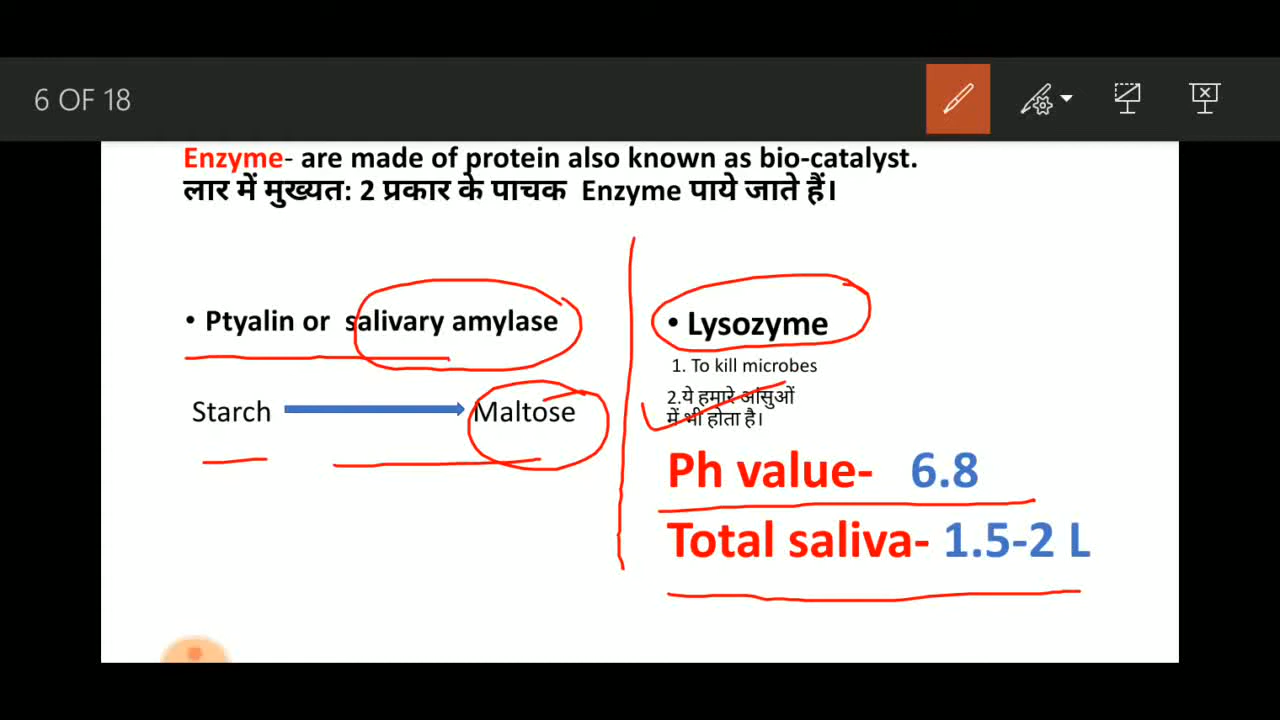 6 OF 18
Enzyme- are made of protein also known as bio-catalyst.
लार में मुख्यत: 2 प्रकार के पाचक Enzyme पाये जाते हैं।
• Ptyalin or salivary amylase
Starch Maltose
• Lysozyme
1. To kill microbes
2.ये हमारे आंसुओं
में भी होता है।
Ph value- 6.8
Total saliva- 1.5-2 L